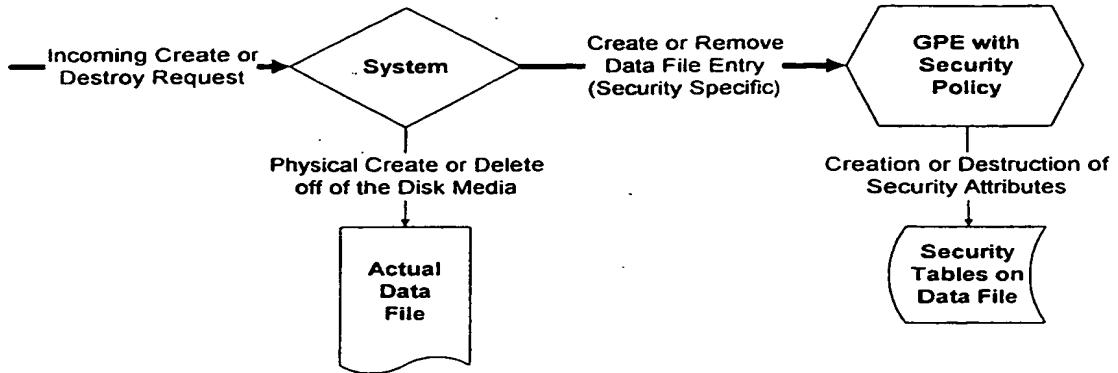 Incoming Create or
Destroy Request
System
Create or Remove
Data File Entry
(Security Specific)
GPE with
Security
Policy
Physical Create or Delete
off of the Disk Media
Creation or Destruction of
Security Attributes
Actual
Data
File
Security
Tables on
Data File